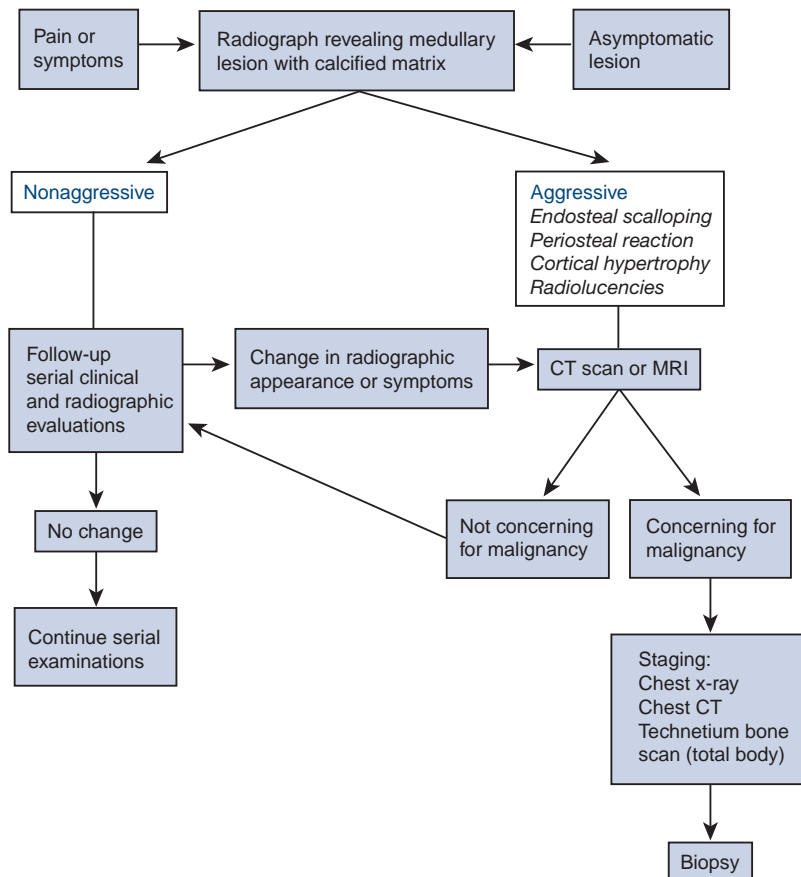 Pain or
symptoms
Radiograph revealing medullary
lesion with calcified matrix
Asymptomatic
lesion
Nonaggressive
Aggressive
Endosteal scalloping
Periosteal reaction
Cortical hypertrophy
Radiolucencies
Follow-up
serial clinical
and radiographic
evaluations
Change in radiographic
appearance or symptoms
CT scan or MRI
No change
Not concerning
for malignancy
Concerning for
malignancy
Continue serial
examinations
Staging:
Chest x-ray
Chest CT
Technetium bone
scan (total body)
Biopsy